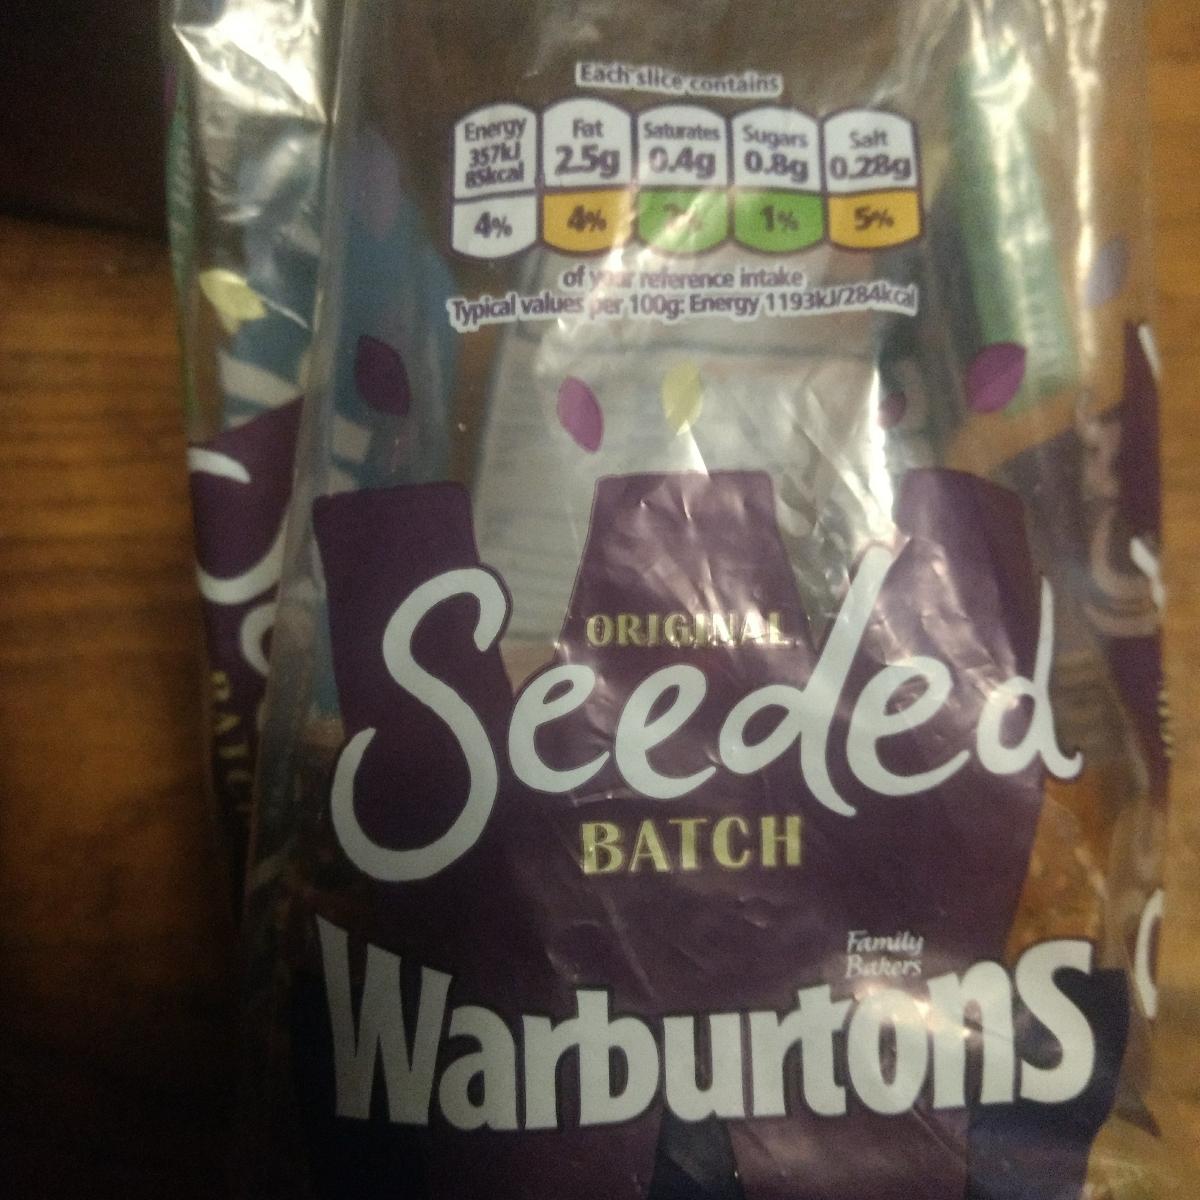 Each slice contains
Energy Fat Saturates Sugars Salt
357kJ 2.5g 0.4g 0.8g 0.28g
85kcal
4% 4% 2% 1% 5%
of your reference intake
Typical values per 100g: Energy 1193kJ/284kcal
ORIGINAL
Seeded
BATCH
Family
Bakers
Warburtons